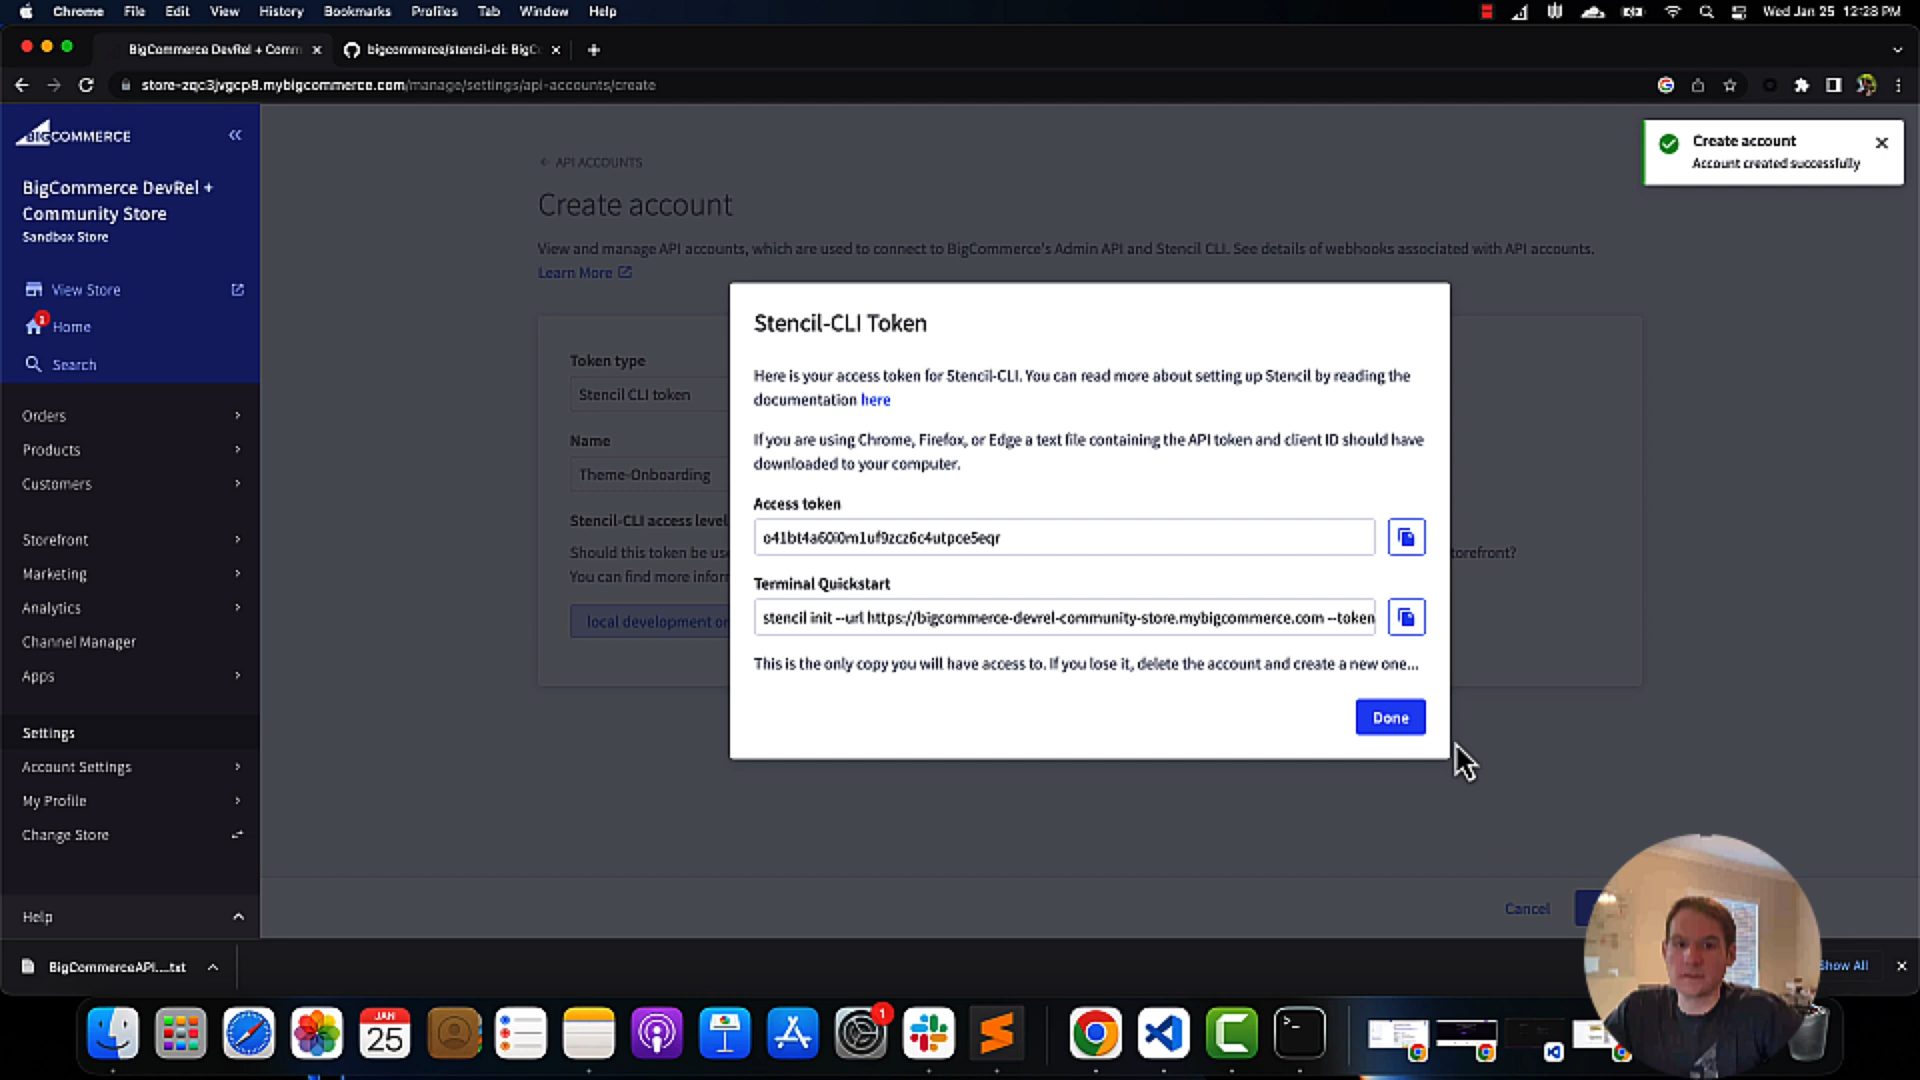 Chrome File Edit View History Bookmarks Profiles Tab Window Help
Wed Jan 25 12:28 PM
BigCommerce DevRel + Comm
bigcommerce/stencil-cli: BigC
store-zqc3jvgcp8.mybigcommerce.com/manage/settings/api-accounts/create
BIGCOMMERCE
BigCommerce DevRel +
Community Store
Sandbox Store
View Store
1
Home
Search
Orders
Products
Customers
Storefront
Marketing
Analytics
Channel Manager
Apps
Settings
Account Settings
My Profile
Change Store
Help
API ACCOUNTS
Create account
View and manage API accounts, which are used to connect to BigCommerce's Admin API and Stencil CLI. See details of webhooks associated with API accounts.
Learn More
Token type
Stencil CLI token
Name
Theme-Onboarding
Stencil-CLI access level
Should this token be use
torefront?
You can find more inforr
local development or
Cancel
Create account
Account created successfully
Stencil-CLI Token
Here is your access token for Stencil-CLI. You can read more about setting up Stencil by reading the
documentation here
If you are using Chrome, Firefox, or Edge a text file containing the API token and client ID should have
downloaded to your computer.
Access token
Terminal Quickstart
stencil init --url https://bigcommerce-devrel-community-store.mybigcommerce.com --token
This is the only copy you will have access to. If you lose it, delete the account and create a new one...
Done
BigCommerceAPI....txt
Show All
JAN
25
1